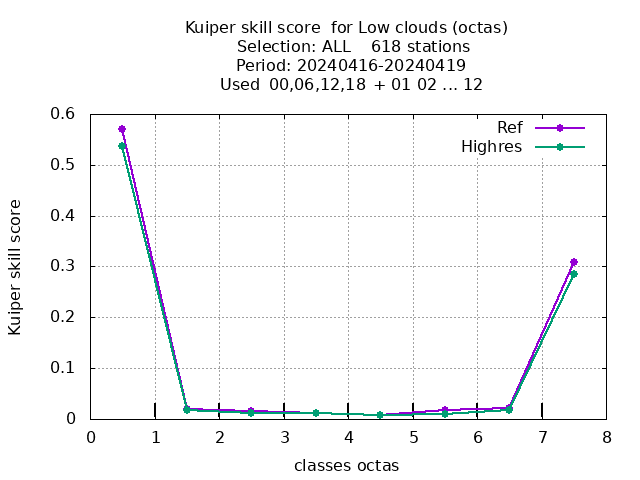 Kuiper skill score  for Low clouds (octas)
Selection: ALL    618 stations
Period: 20240416-20240419
Used  00,06,12,18  + 01 02 ... 12
Ref
Highres
0.6
0.5
0.4
0.3
0.2
0.1
0
Kuiper skill score
0 1 2 3 4 5 6 7 8
classes octas